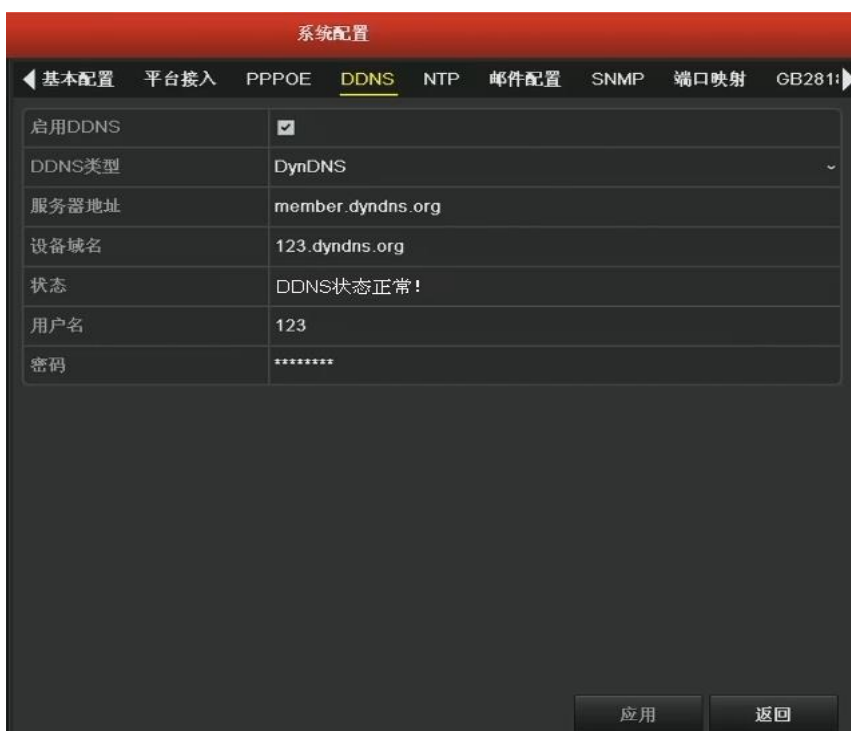 系统配置
基本配置 平台接入 PPPOE DDNS NTP 邮件配置 SNMP 端口映射 GB281
启用DDNS
DDNS类型 DynDNS
服务器地址 member.dyndns.org
设备域名 123.dyndns.org
状态 DDNS状态正常!
用户名 123
密码 ********
应用 返回